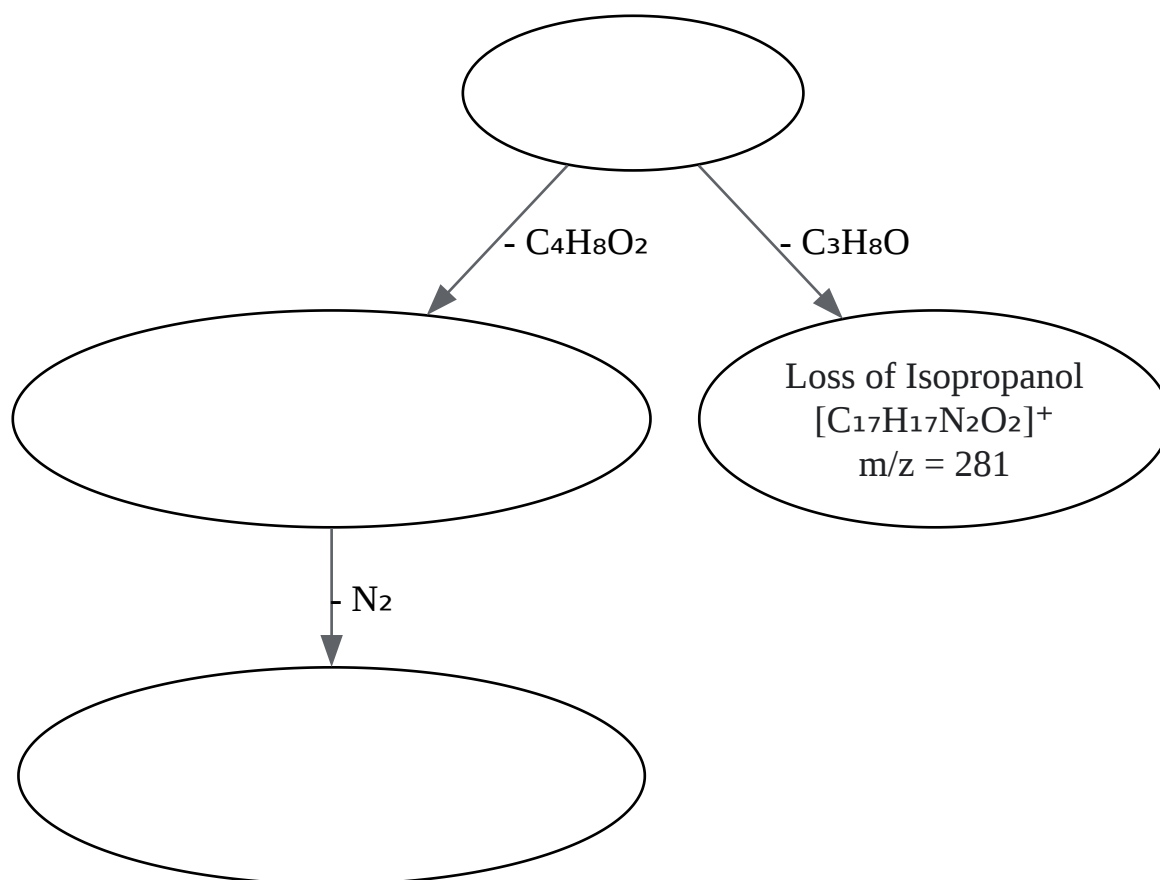 - C₄H₈O₂
- C₃H₈O
Loss of Isopropanol
[C₁₇H₁₇N₂O₂]⁺
m/z = 281
- N₂